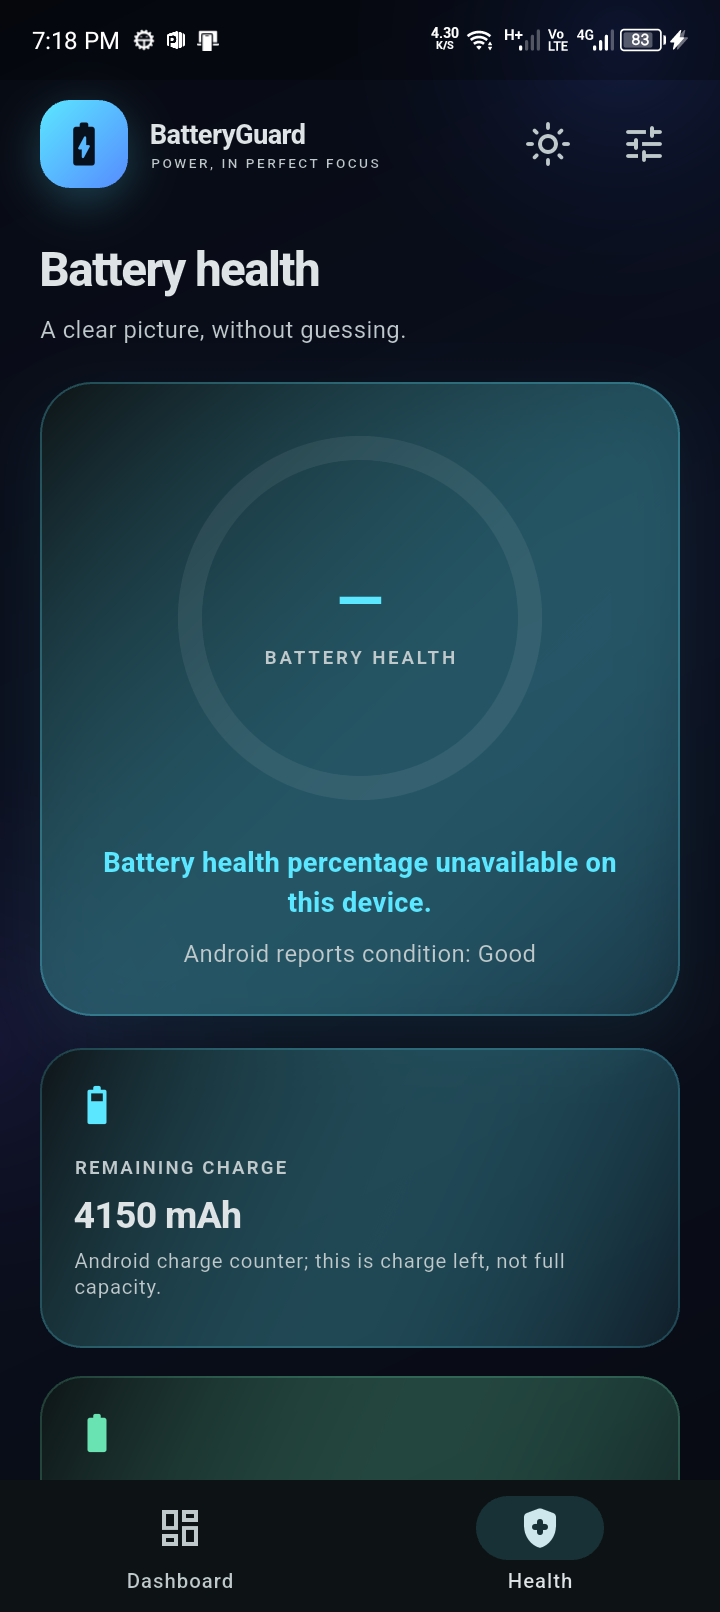 7:18 PM
4.30 K/S
H+
Vo LTE
4G
83
BatteryGuard
POWER, IN PERFECT FOCUS
Battery health
A clear picture, without guessing.
—
BATTERY HEALTH
Battery health percentage unavailable on
this device.
Android reports condition: Good
REMAINING CHARGE
4150 mAh
Android charge counter; this is charge left, not full
capacity.
Dashboard
Health